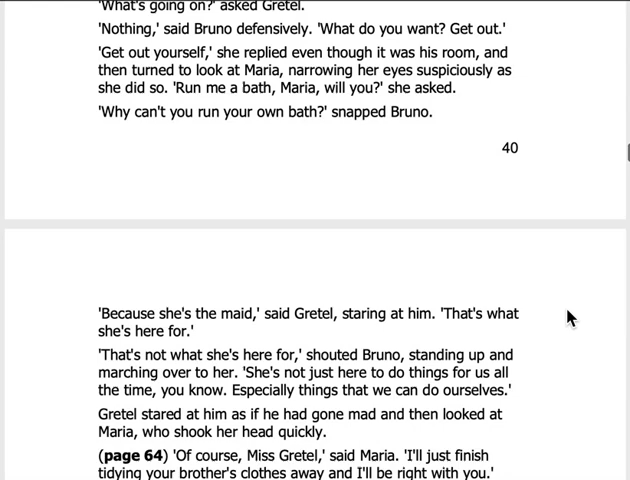 'What's going on?' asked Gretel.
'Nothing,' said Bruno defensively. 'What do you want? Get out.'
'Get out yourself,' she replied even though it was his room, and
then turned to look at Maria, narrowing her eyes suspiciously as
she did so. 'Run me a bath, Maria, will you?' she asked.
'Why can't you run your own bath?' snapped Bruno.
40
'Because she's the maid,' said Gretel, staring at him. 'That's what
she's here for.'
'That's not what she's here for,' shouted Bruno, standing up and
marching over to her. 'She's not just here to do things for us all
the time, you know. Especially things that we can do ourselves.'
Gretel stared at him as if he had gone mad and then looked at
Maria, who shook her head quickly.
(page 64) 'Of course, Miss Gretel,' said Maria. 'I'll just finish
tidying your brother's clothes away and I'll be right with you.'